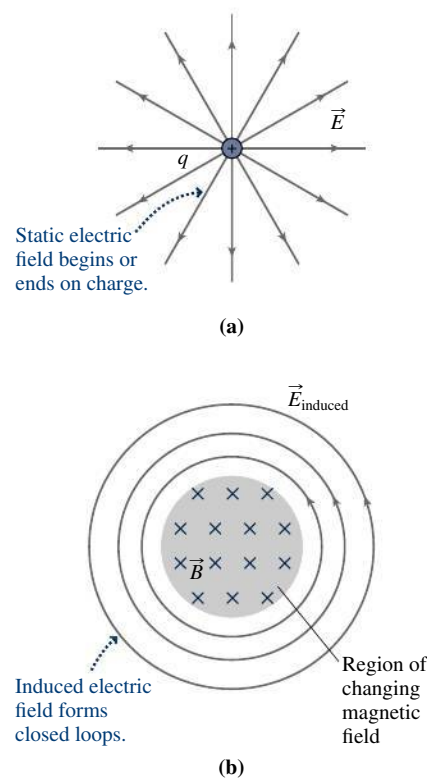 E
q
Static electric
field begins or
ends on charge.
(a)
E induced
B
Induced electric
field forms
closed loops.
Region of
changing
magnetic
field
(b)